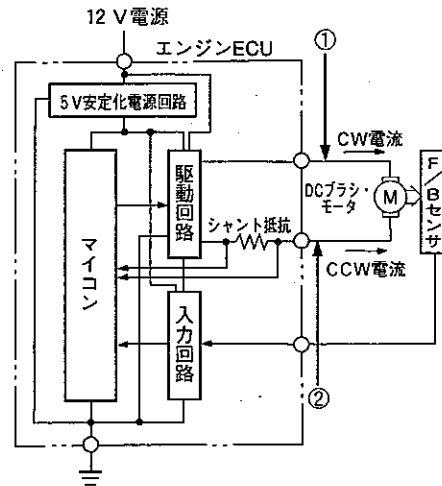 12 V電源
エンジンECU
①
5V安定化電源回路
CW電流
駆動回路
DCブラシ・
モータ
M
F/Bセンサ
シャント抵抗
CCW電流
マイコン
入力回路
②